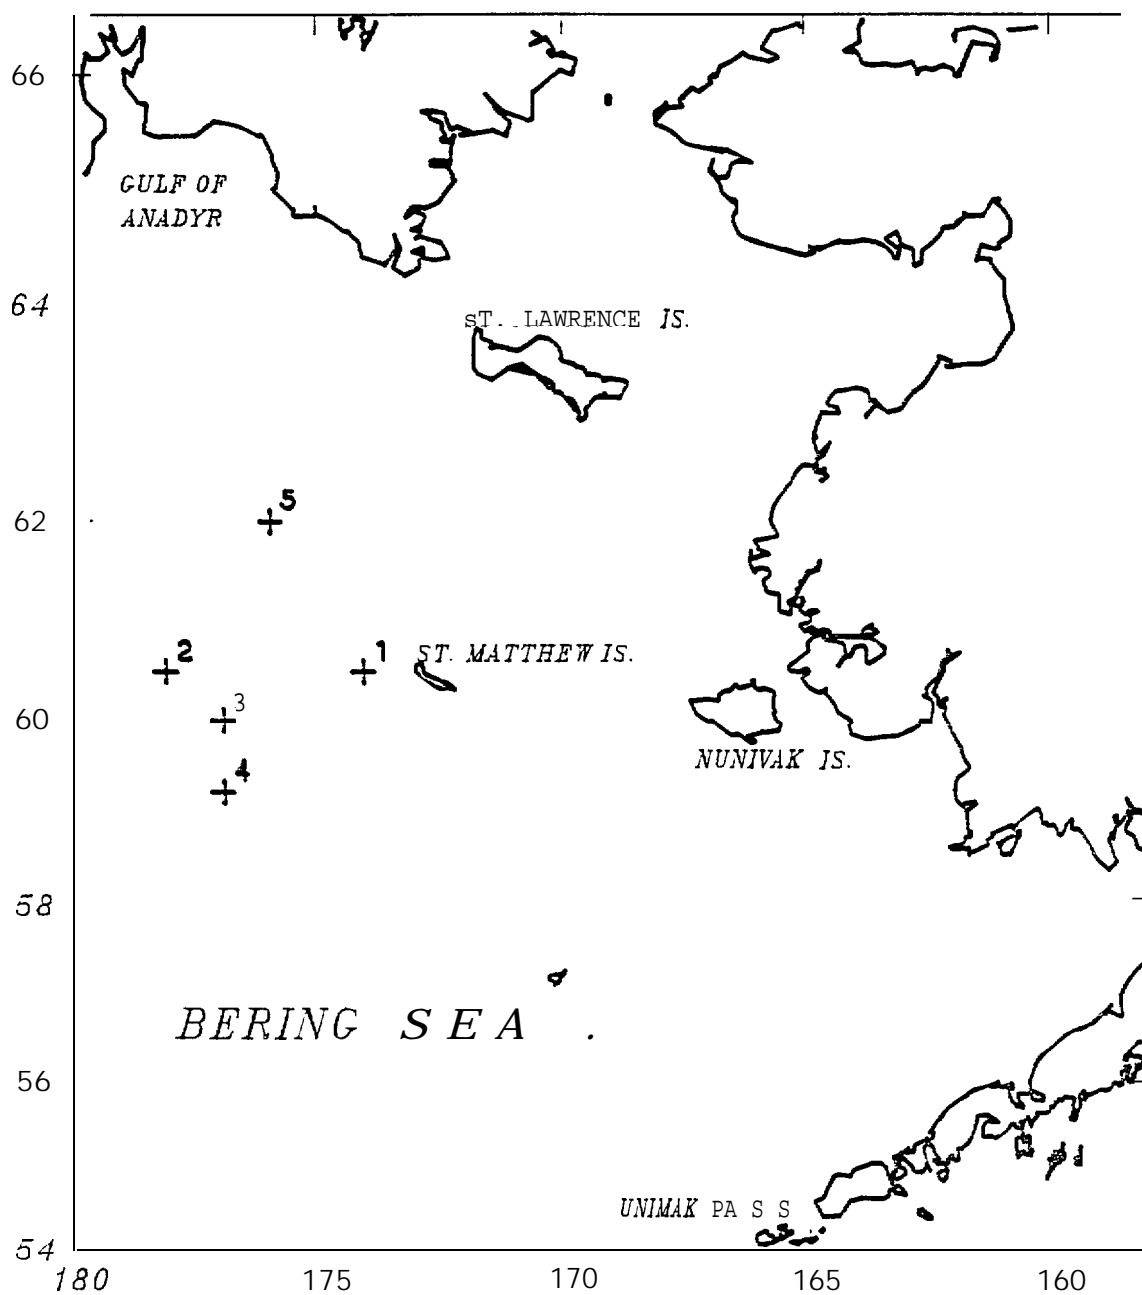 66
GULF OF
ANADYR
64
sT. LAWRENCE IS.
62
5
2
1
ST. MATTHEW IS.
3
60
NUNIVAK IS.
4
58
BERING SEA .
56
UNIMAK PA S S
54
180 175 170 165 160